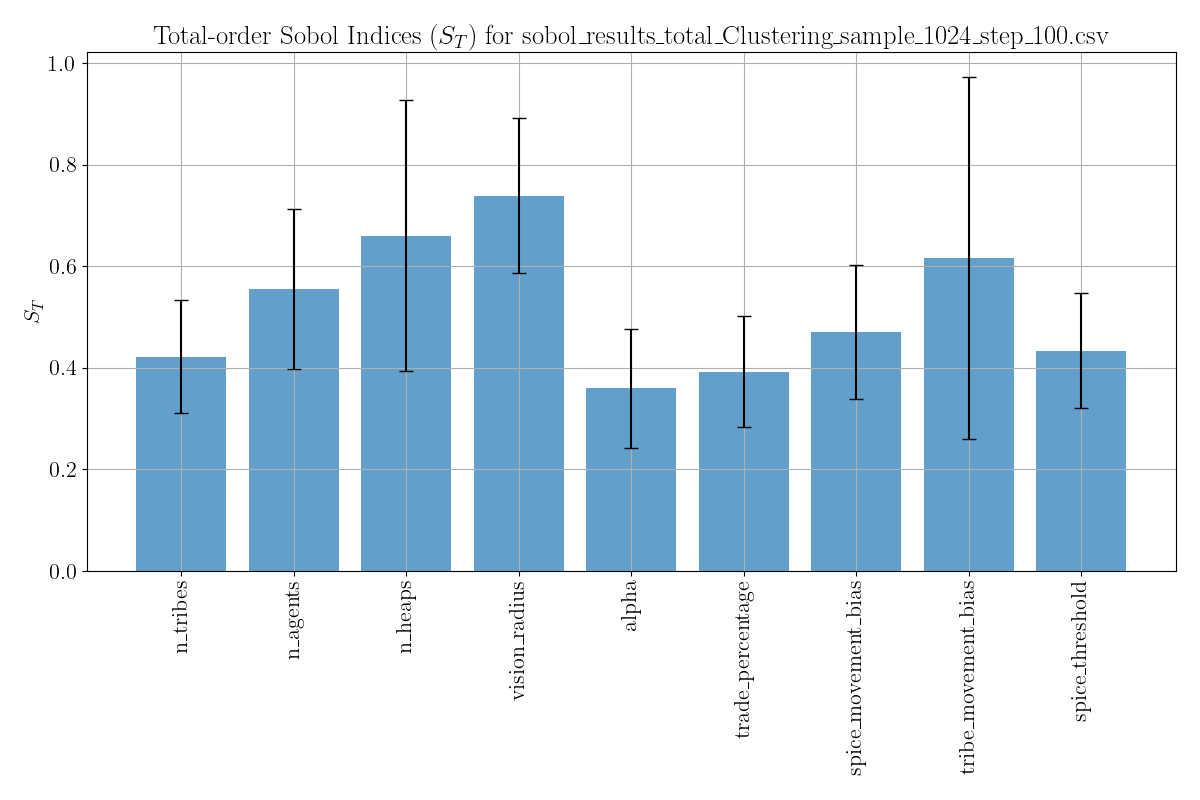 Total-order Sobol Indices (S_T) for sobol_results_total_Clustering_sample_1024_step_100.csv
1.0
0.8
0.6
0.4
0.2
0.0
S_T
n_tribes
n_agents
n_heaps
vision_radius
alpha
trade_percentage
spice_movement_bias
tribe_movement_bias
spice_threshold